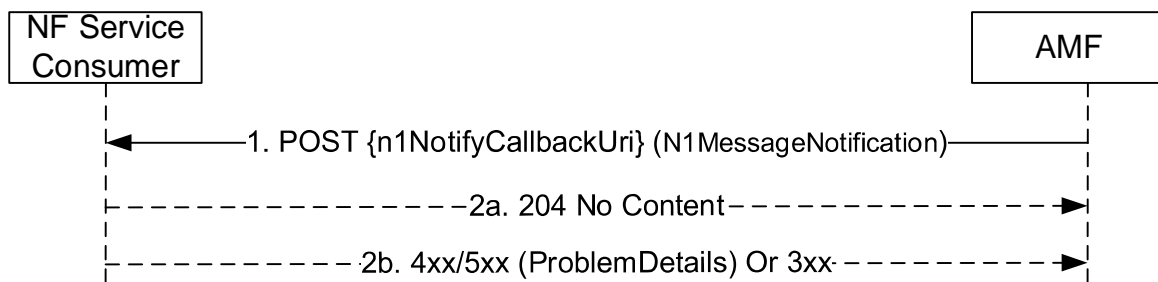 NF Service
Consumer
AMF
1. POST {n1NotifyCallbackUri} (N1MessageNotification)
2a. 204 No Content
2b. 4xx/5xx (ProblemDetails) Or 3xx